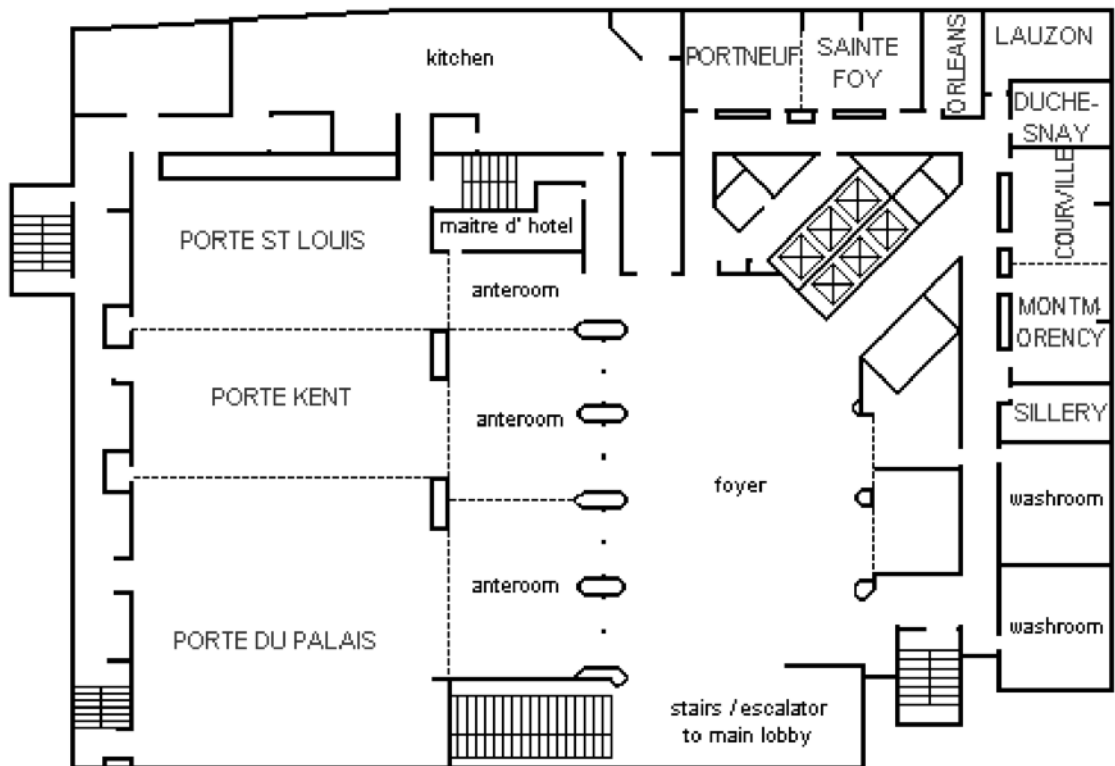 kitchen
PORTNEUF
SAINTE
FOY
ORLEANS
LAUZON
DUCHE-
SNAY
COURVILLE
maitre d' hotel
PORTE ST LOUIS
anteroom
MONTM-
ORENCY
PORTE KENT
anteroom
SILLERY
foyer
washroom
anteroom
PORTE DU PALAIS
washroom
stairs / escalator
to main lobby